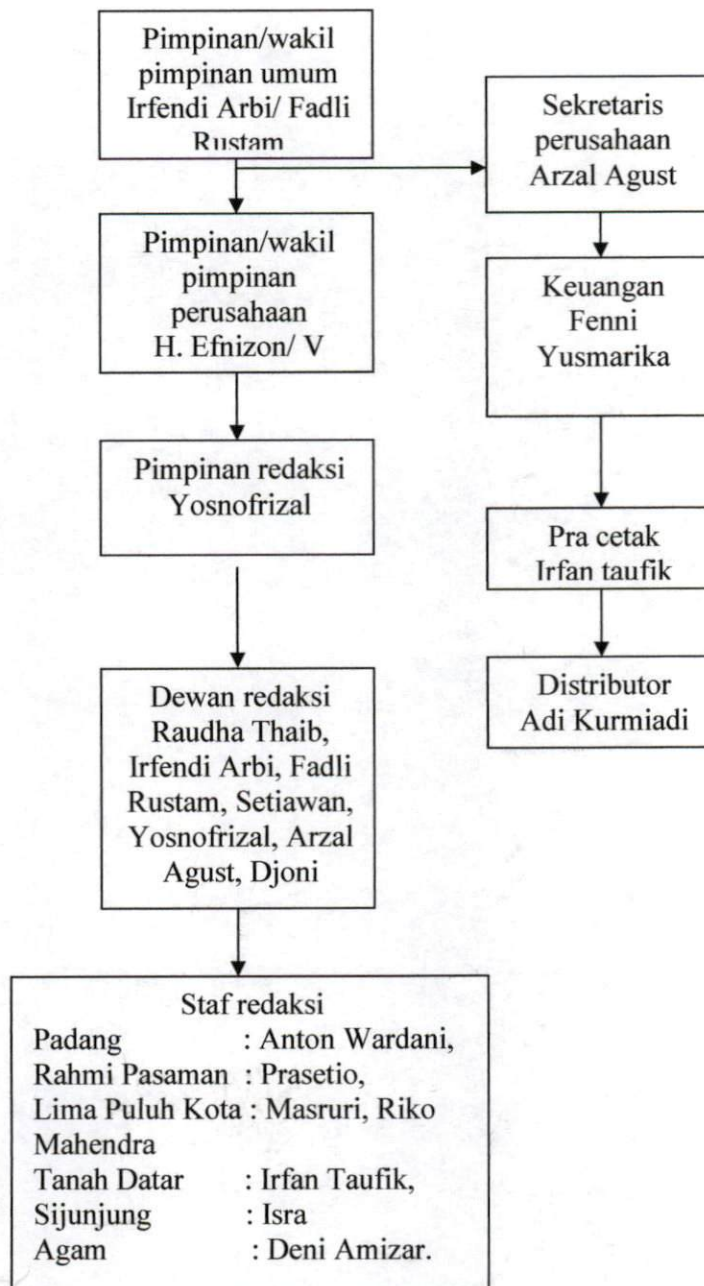 Pimpinan/wakil
pimpinan umum
Irfendi Arbi/ Fadli
Rustam
Sekretaris
perusahaan
Arzal Agust
Pimpinan/wakil
pimpinan
perusahaan
H. Efnizon/ V
Keuangan
Fenni
Yusmarika
Pimpinan redaksi
Yosnofrizal
Pra cetak
Irfan taufik
Dewan redaksi
Raudha Thaib,
Irfendi Arbi, Fadli
Rustam, Setiawan,
Yosnofrizal, Arzal
Agust, Djoni
Distributor
Adi Kurmiadi
Staf redaksi
Padang : Anton Wardani,
Rahmi Pasaman : Prasetio,
Lima Puluh Kota : Masruri, Riko
Mahendra
Tanah Datar : Irfan Taufik,
Sijunjung : Isra
Agam : Deni Amizar.